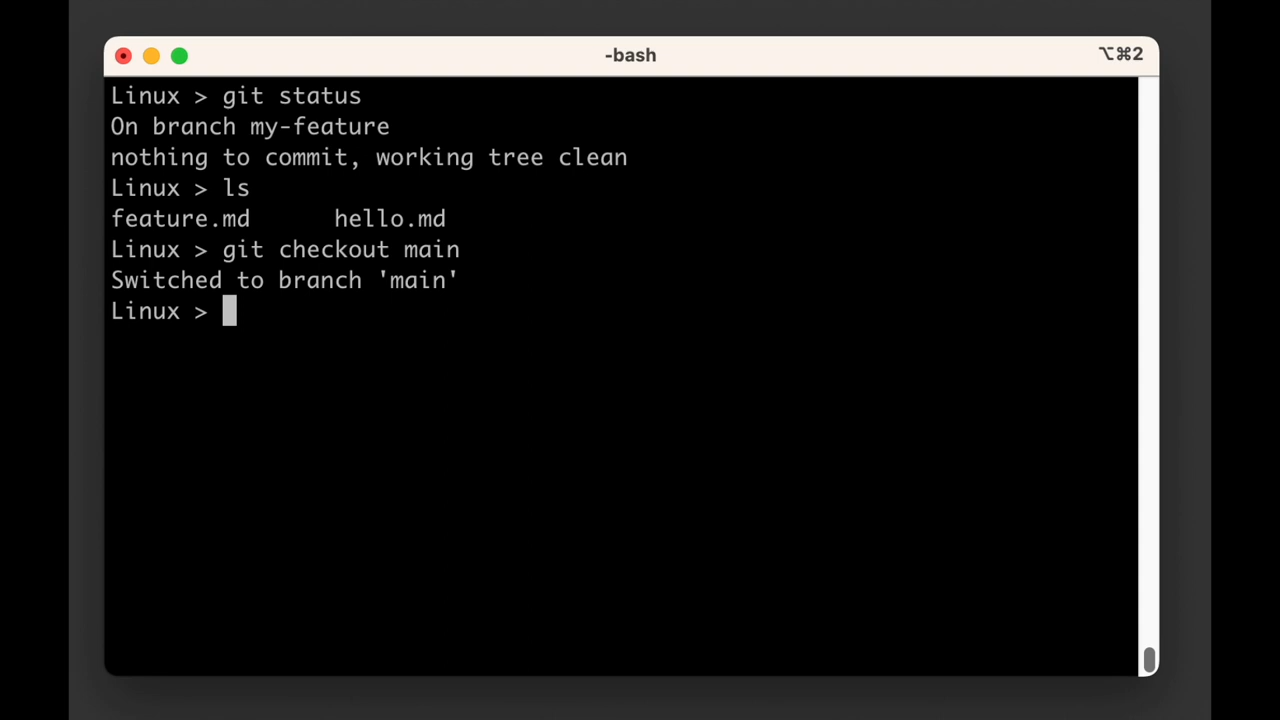 -bash
⌥⌘2
Linux > git status
On branch my-feature
nothing to commit, working tree clean
Linux > ls
feature.md      hello.md
Linux > git checkout main
Switched to branch 'main'
Linux >